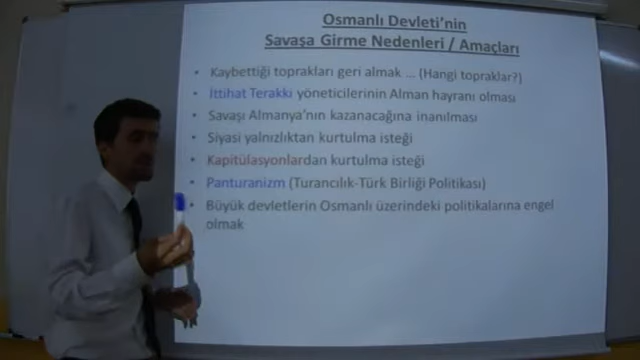 Osmanlı Devleti'nin
Savaşa Girme Nedenleri / Amaçları
• Kaybettiği toprakları geri almak ... (Hangi topraklar?)
• İttihat Terakki yöneticilerinin Alman hayranı olması
• Savaşı Almanya'nın kazanacağına inanılması
• Siyasi yalnızlıktan kurtulma isteği
• Kapitülasyonlardan kurtulma isteği
• Panturanizm (Turancılık-Türk Birliği Politikası)
• Büyük devletlerin Osmanlı üzerindeki politikalarına engel
olmak